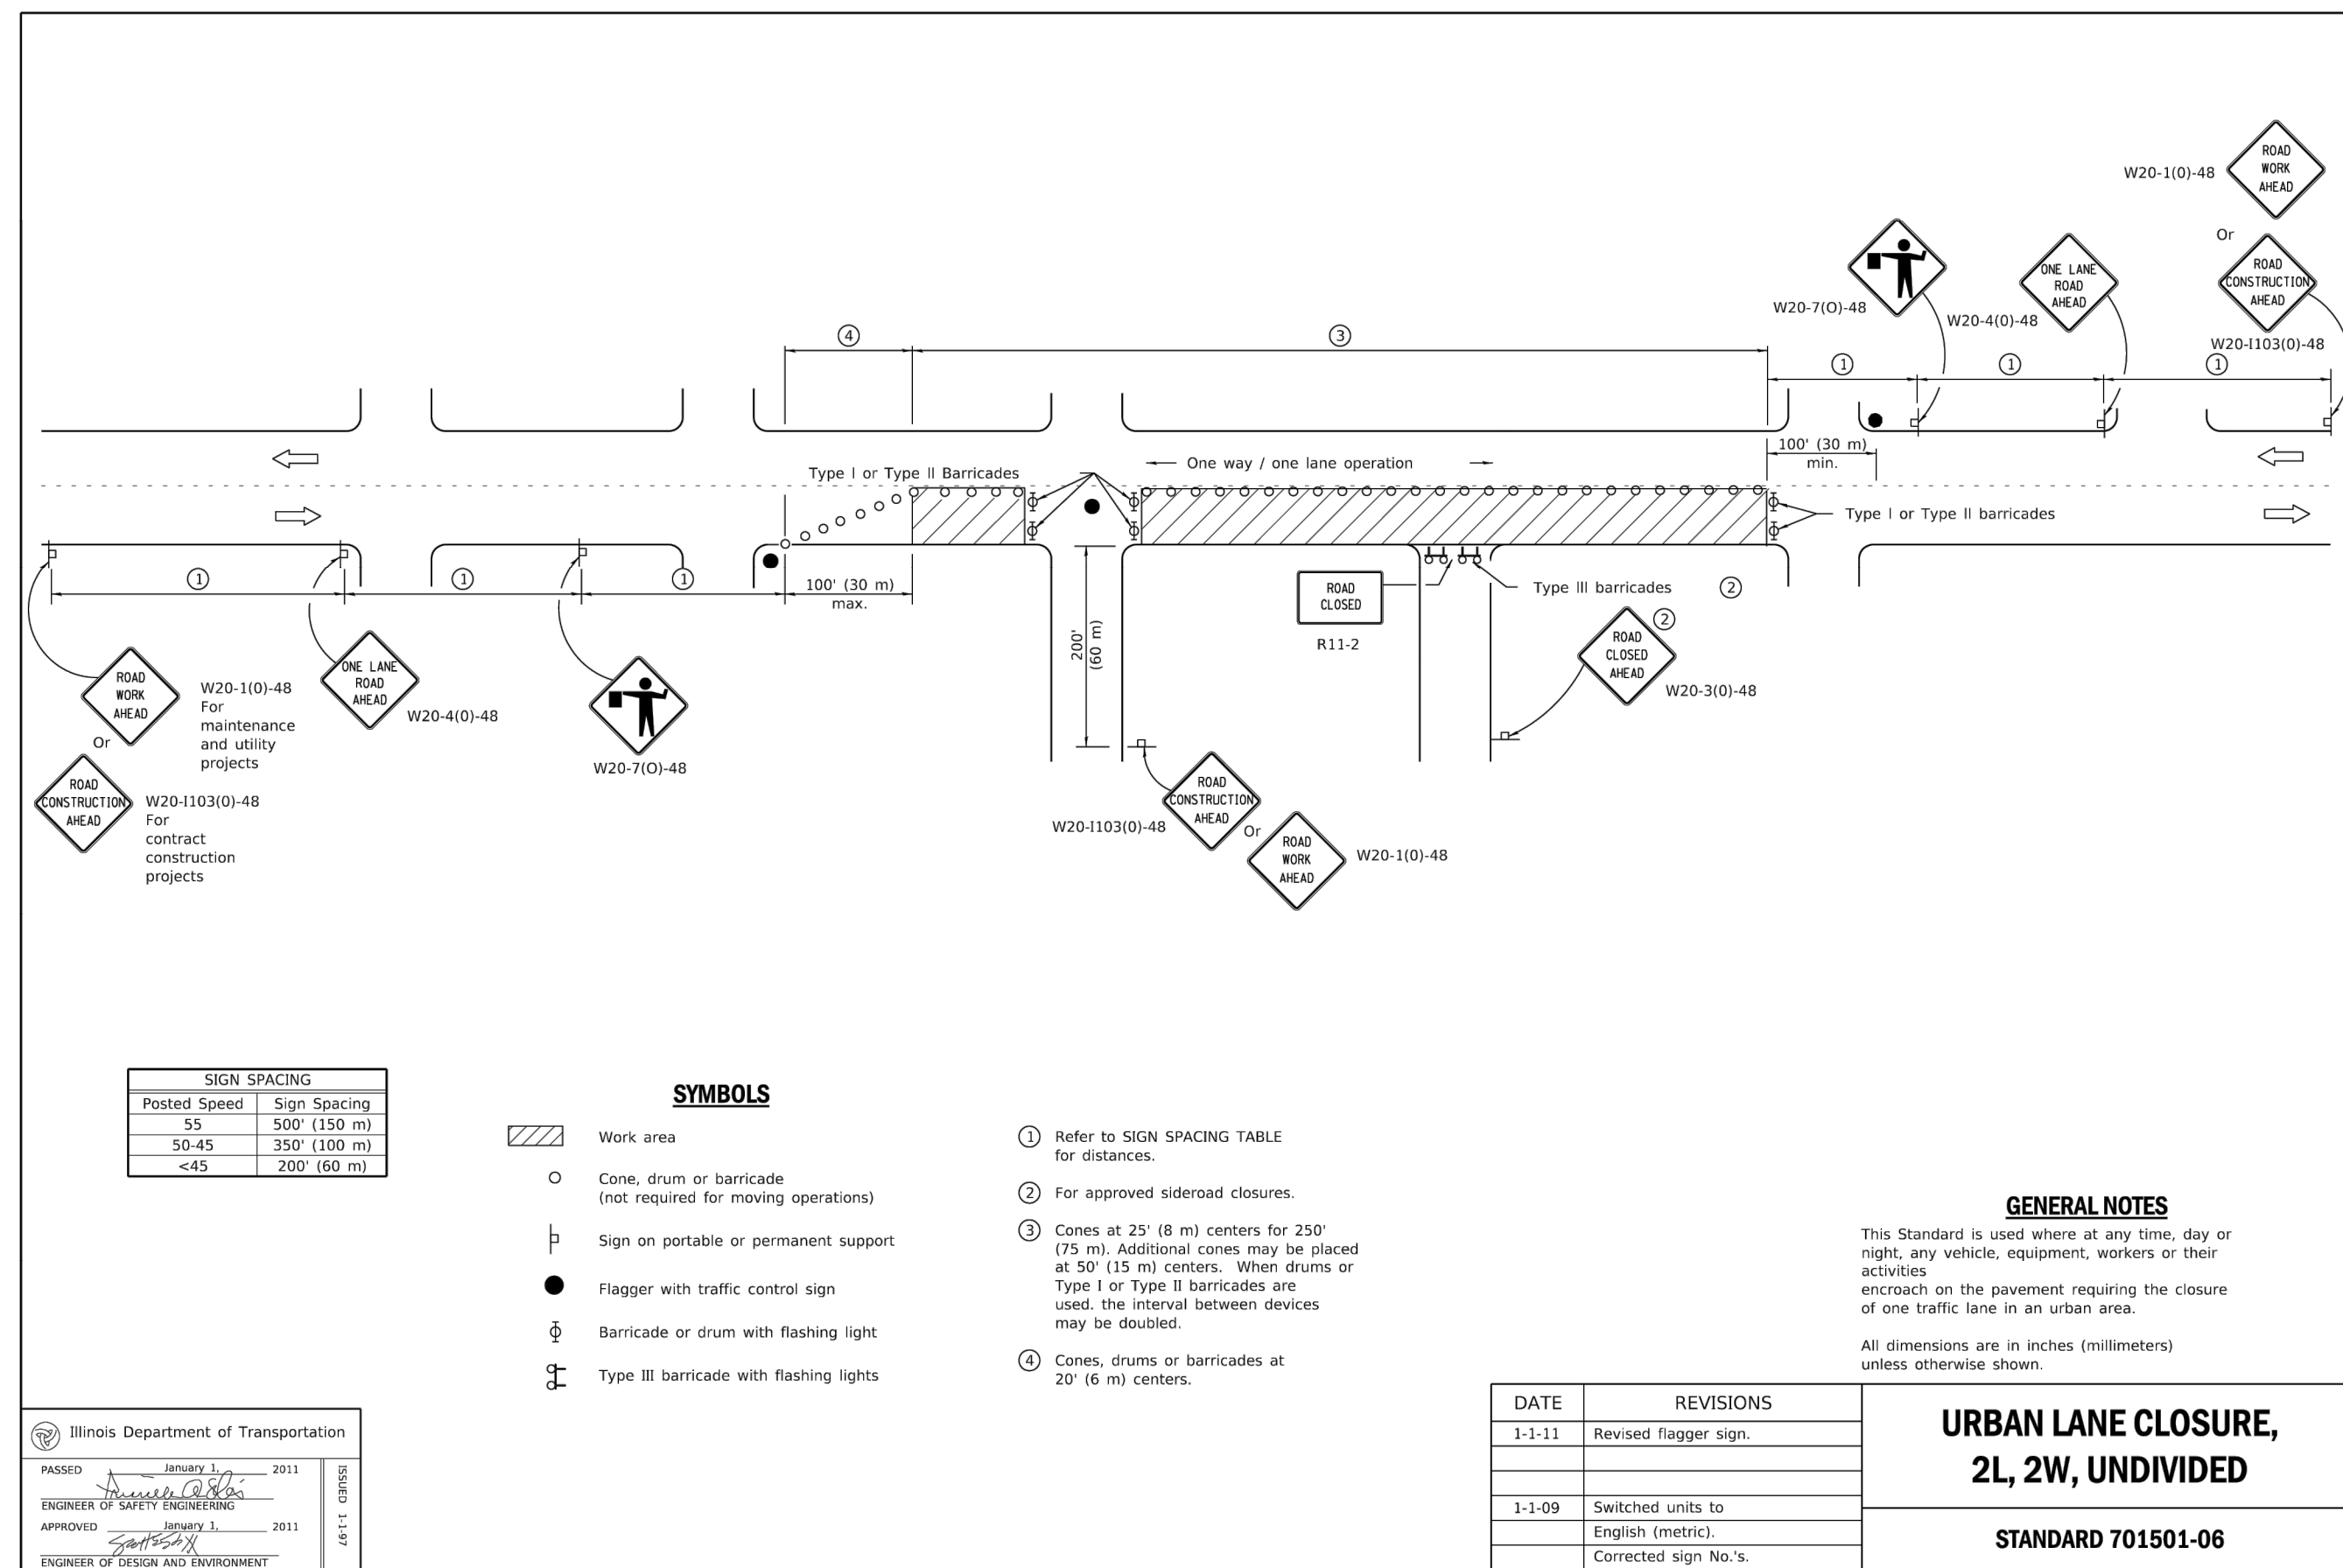 ROAD
WORK
AHEAD
W20-1(0)-48
Or
ROAD
CONSTRUCTION
AHEAD
W20-I103(0)-48
W20-7(O)-48
ONE LANE
ROAD
AHEAD
W20-4(0)-48
4
3
1
1
1
100' (30 m)
min.
Type I or Type II Barricades
One way / one lane operation
Type I or Type II barricades
1
1
1
100' (30 m)
max.
200'
(60 m)
ROAD
CLOSED
R11-2
Type III barricades
2
ROAD
CLOSED
AHEAD
2
W20-3(0)-48
ROAD
WORK
AHEAD
W20-1(0)-48
For
maintenance
and utility
projects
Or
ROAD
CONSTRUCTION
AHEAD
W20-I103(0)-48
For
contract
construction
projects
ONE LANE
ROAD
AHEAD
W20-4(0)-48
W20-7(O)-48
ROAD
CONSTRUCTION
AHEAD
W20-I103(0)-48
Or
ROAD
WORK
AHEAD
W20-1(0)-48
SIGN SPACING
Posted Speed Sign Spacing
55 500' (150 m)
50-45 350' (100 m)
<45 200' (60 m)
SYMBOLS
Work area
Cone, drum or barricade
(not required for moving operations)
Sign on portable or permanent support
Flagger with traffic control sign
Barricade or drum with flashing light
Type III barricade with flashing lights
1 Refer to SIGN SPACING TABLE
for distances.
2 For approved sideroad closures.
3 Cones at 25' (8 m) centers for 250'
(75 m). Additional cones may be placed
at 50' (15 m) centers. When drums or
Type I or Type II barricades are
used. the interval between devices
may be doubled.
4 Cones, drums or barricades at
20' (6 m) centers.
GENERAL NOTES
This Standard is used where at any time, day or
night, any vehicle, equipment, workers or their
activities
encroach on the pavement requiring the closure
of one traffic lane in an urban area.
All dimensions are in inches (millimeters)
unless otherwise shown.
Illinois Department of Transportation
PASSED January 1, 2011
ENGINEER OF SAFETY ENGINEERING
APPROVED January 1, 2011
ENGINEER OF DESIGN AND ENVIRONMENT
ISSUED 1-1-97
DATE REVISIONS
1-1-11 Revised flagger sign.
1-1-09 Switched units to
English (metric).
Corrected sign No.'s.
URBAN LANE CLOSURE,
2L, 2W, UNDIVIDED
STANDARD 701501-06